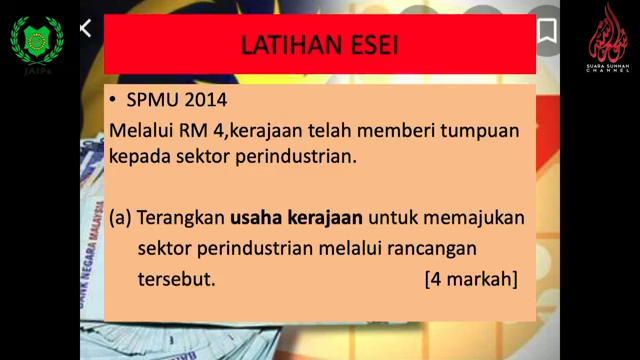 LATIHAN ESEI
• SPMU 2014
Melalui RM 4,kerajaan telah memberi tumpuan
kepada sektor perindustrian.
(a) Terangkan usaha kerajaan untuk memajukan
sektor perindustrian melalui rancangan
tersebut. [4 markah]
JAIPs
SUARA SUNNAH
CHANNEL
BANK NEGARA MALAYSIA